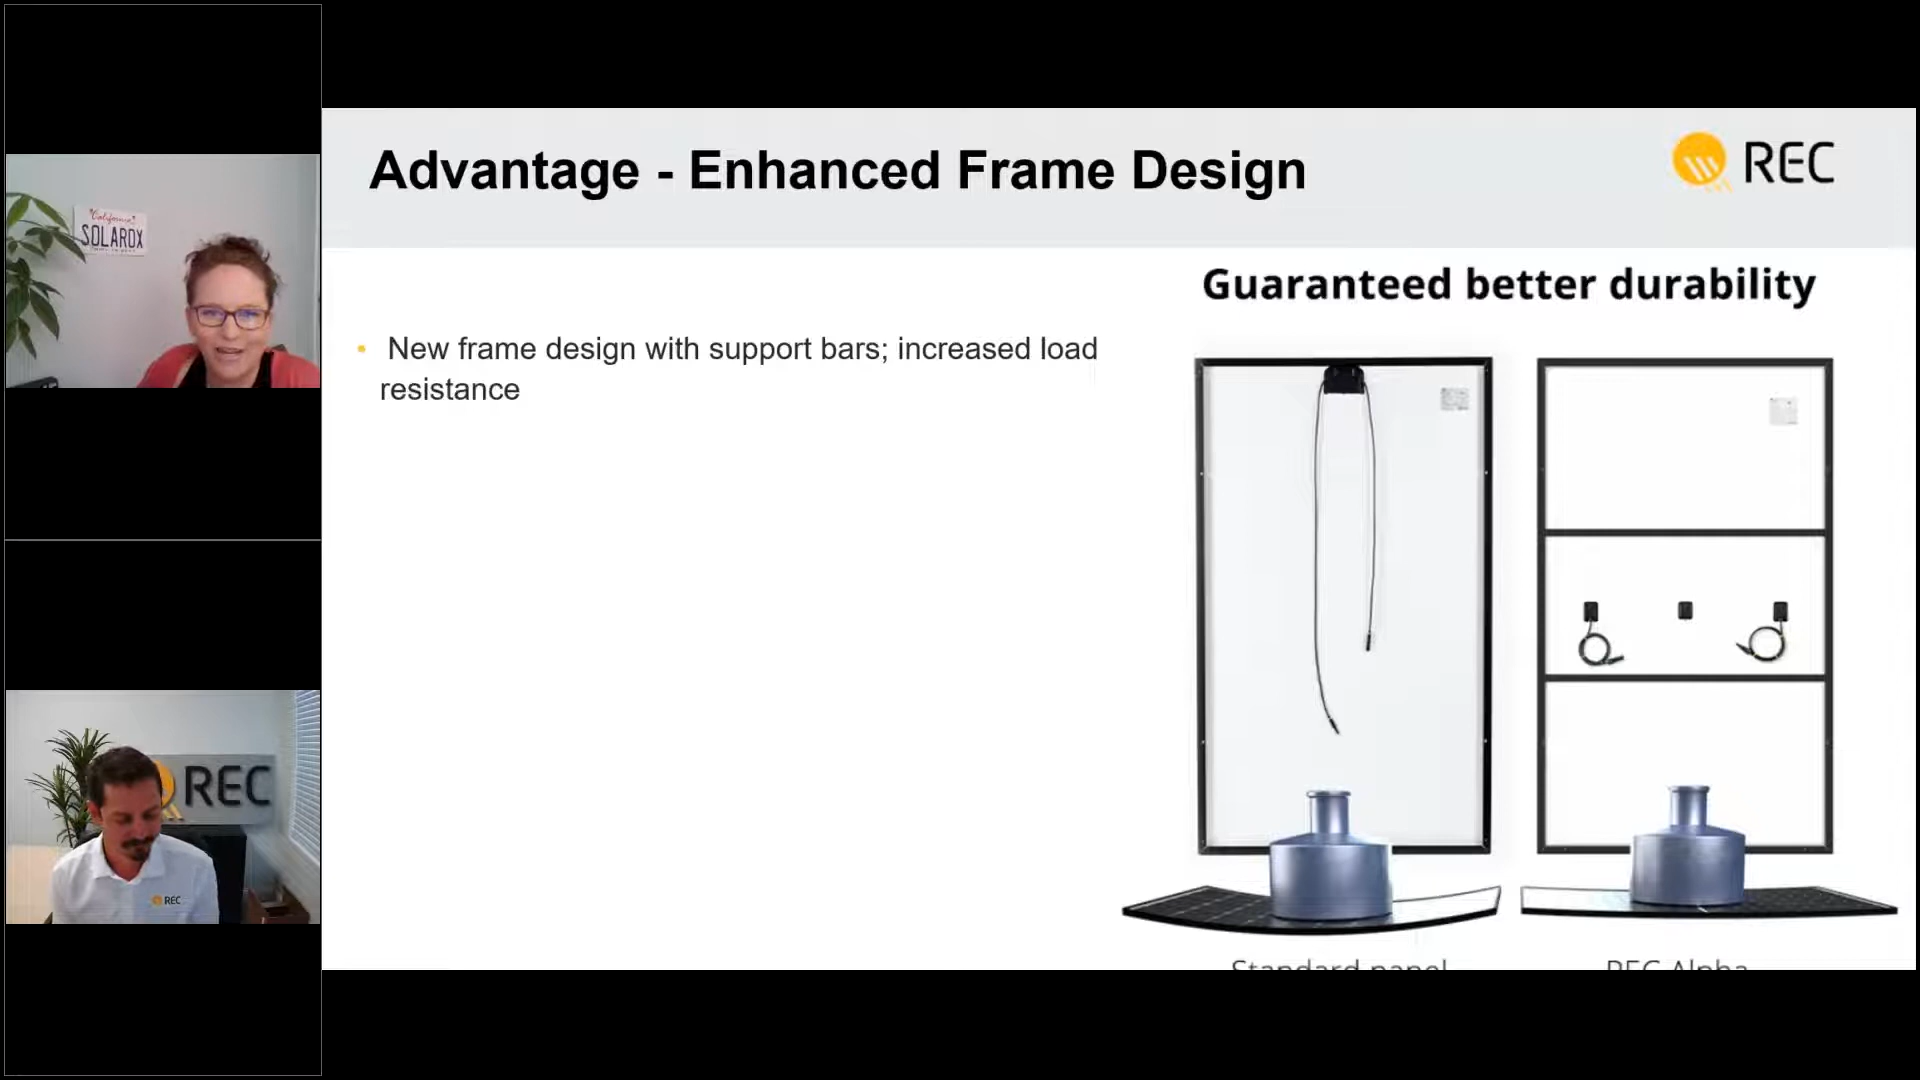 Advantage - Enhanced Frame Design
REC
Guaranteed better durability
• New frame design with support bars; increased load
resistance
Standard panel
REC Alpha
California
SOLAROX
REC
REC